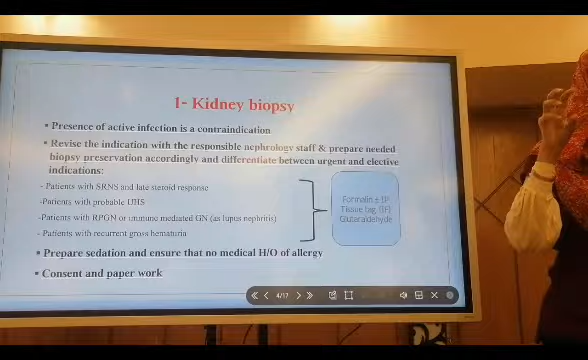 I- Kidney biopsy
▪ Presence of active infection is a contraindication
▪ Revise the indication with the responsible nephrology staff & prepare needed
biopsy preservation accordingly and differentiate between urgent and elective
indications:
- Patients with SRNS and late steroid response
-Patients with probable
-Patients with RPGN or immune mediated GN (as lupus nephritis)
- Patients with recurrent gross hematuria
Formalin ± IP
Tissue bag (IF)
Glutaraldehyde
▪ Prepare sedation and ensure that no medical H/O of allergy
▪ Consent and paper work
4/17